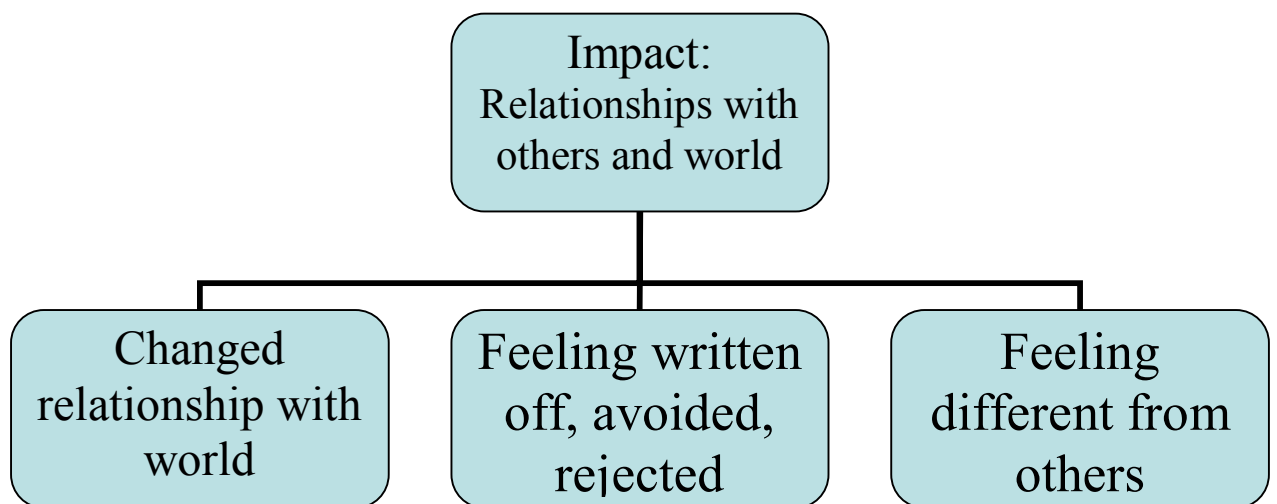 Impact:
Relationships with
others and world
Changed
relationship with
world
Feeling written
off, avoided,
rejected
Feeling
different from
others